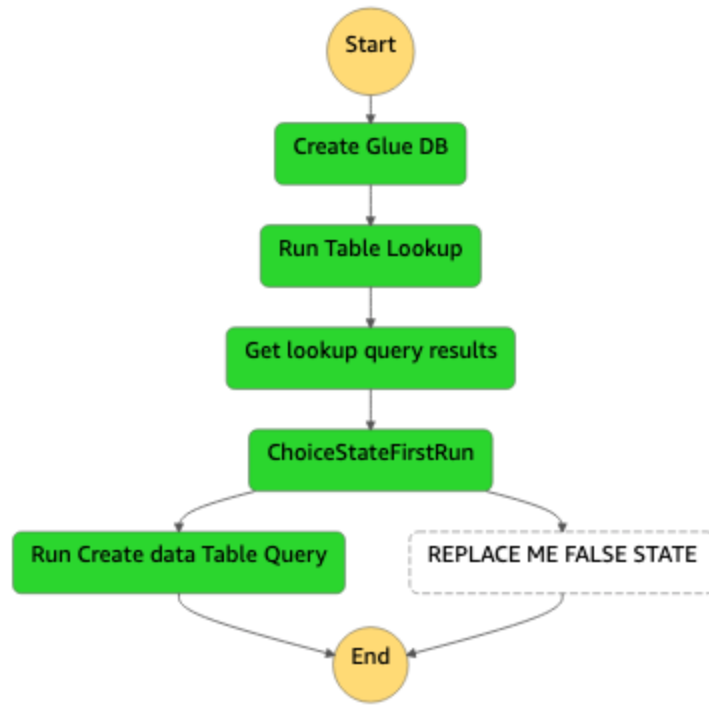 Start
Create Glue DB
Run Table Lookup
Get lookup query results
ChoiceStateFirstRun
Run Create data Table Query
REPLACE ME FALSE STATE
End